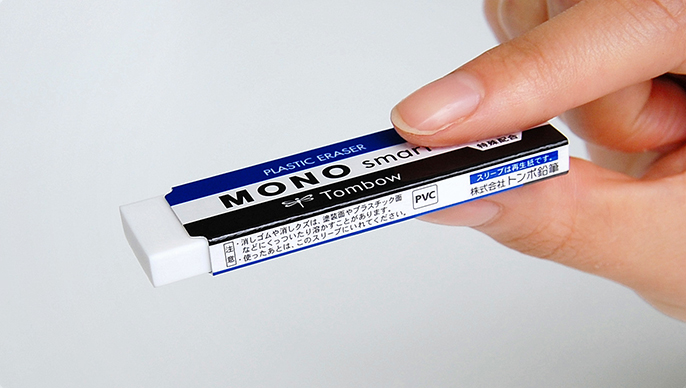 PLASTIC ERASER
MONO smart
特殊配合
Tombow
注意
・消しゴムや消しクズは、塗装面やプラスチック面
などにくっついたり溶かすことがあります。
・使ったあとは、このスリーブにいれてください。
PVC
スリーブは再生紙です。
株式会社トンボ鉛筆